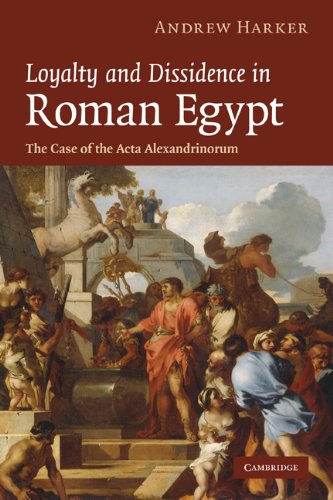 ANDREW HARKER
Loyalty and Dissidence in
Roman Egypt
The Case of the Acta Alexandrinorum
CAMBRIDGE